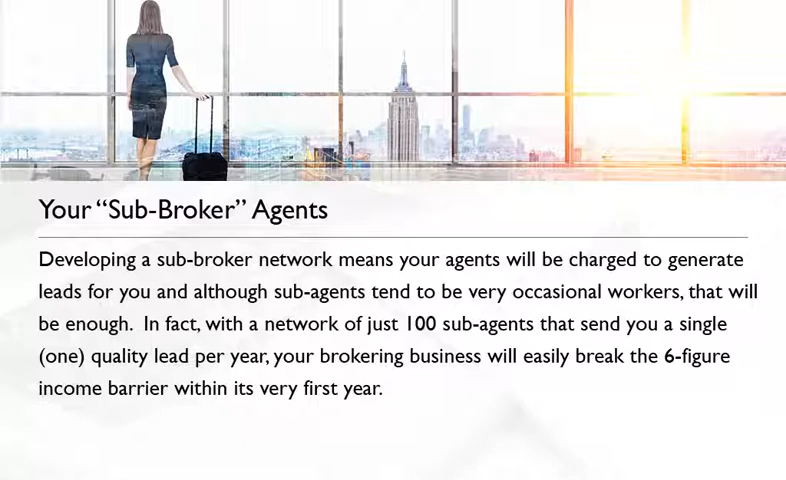 Your “Sub-Broker” Agents
Developing a sub-broker network means your agents will be charged to generate
leads for you and although sub-agents tend to be very occasional workers, that will
be enough.  In fact, with a network of just 100 sub-agents that send you a single
(one) quality lead per year, your brokering business will easily break the 6-figure
income barrier within its very first year.